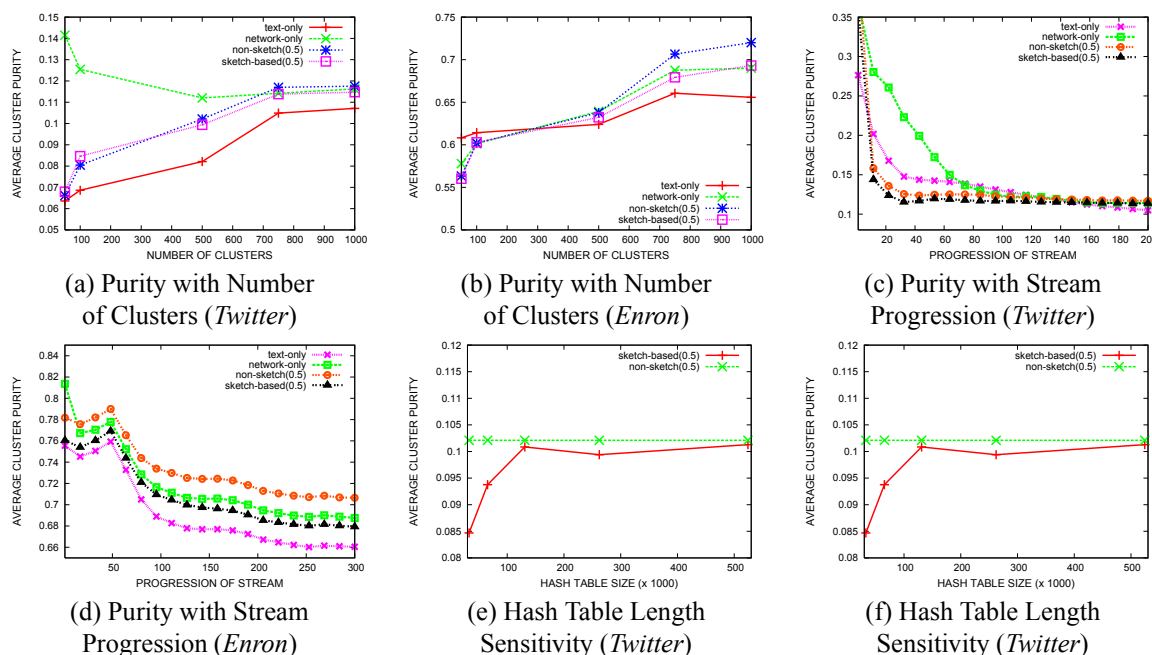 text-only
network-only
non-sketch(0.5)
sketch-based(0.5)
0.15
0.14
0.13
0.12
0.11
0.1
0.09
0.08
0.07
0.06
0.05
AVERAGE CLUSTER PURITY
100 200 300 400 500 600 700 800 900 1000
NUMBER OF CLUSTERS
(a) Purity with Number
of Clusters (Twitter)
0.75
0.7
0.65
0.6
0.55
0.5
AVERAGE CLUSTER PURITY
text-only
network-only
non-sketch(0.5)
sketch-based(0.5)
100 200 300 400 500 600 700 800 900 1000
NUMBER OF CLUSTERS
(b) Purity with Number
of Clusters (Enron)
text-only
network-only
non-sketch(0.5)
sketch-based(0.5)
0.35
0.3
0.25
0.2
0.15
0.1
AVERAGE CLUSTER PURITY
20 40 60 80 100 120 140 160 180 20
PROGRESSION OF STREAM
(c) Purity with Stream
Progression (Twitter)
text-only
network-only
non-sketch(0.5)
sketch-based(0.5)
0.84
0.82
0.8
0.78
0.76
0.74
0.72
0.7
0.68
0.66
AVERAGE CLUSTER PURITY
50 100 150 200 250 300
PROGRESSION OF STREAM
(d) Purity with Stream
Progression (Enron)
sketch-based(0.5)
non-sketch(0.5)
0.12
0.115
0.11
0.105
0.1
0.095
0.09
0.085
0.08
AVERAGE CLUSTER PURITY
100 200 300 400 500
HASH TABLE SIZE (x 1000)
(e) Hash Table Length
Sensitivity (Twitter)
sketch-based(0.5)
non-sketch(0.5)
0.12
0.115
0.11
0.105
0.1
0.095
0.09
0.085
0.08
AVERAGE CLUSTER PURITY
100 200 300 400 500
HASH TABLE SIZE (x 1000)
(f) Hash Table Length
Sensitivity (Twitter)